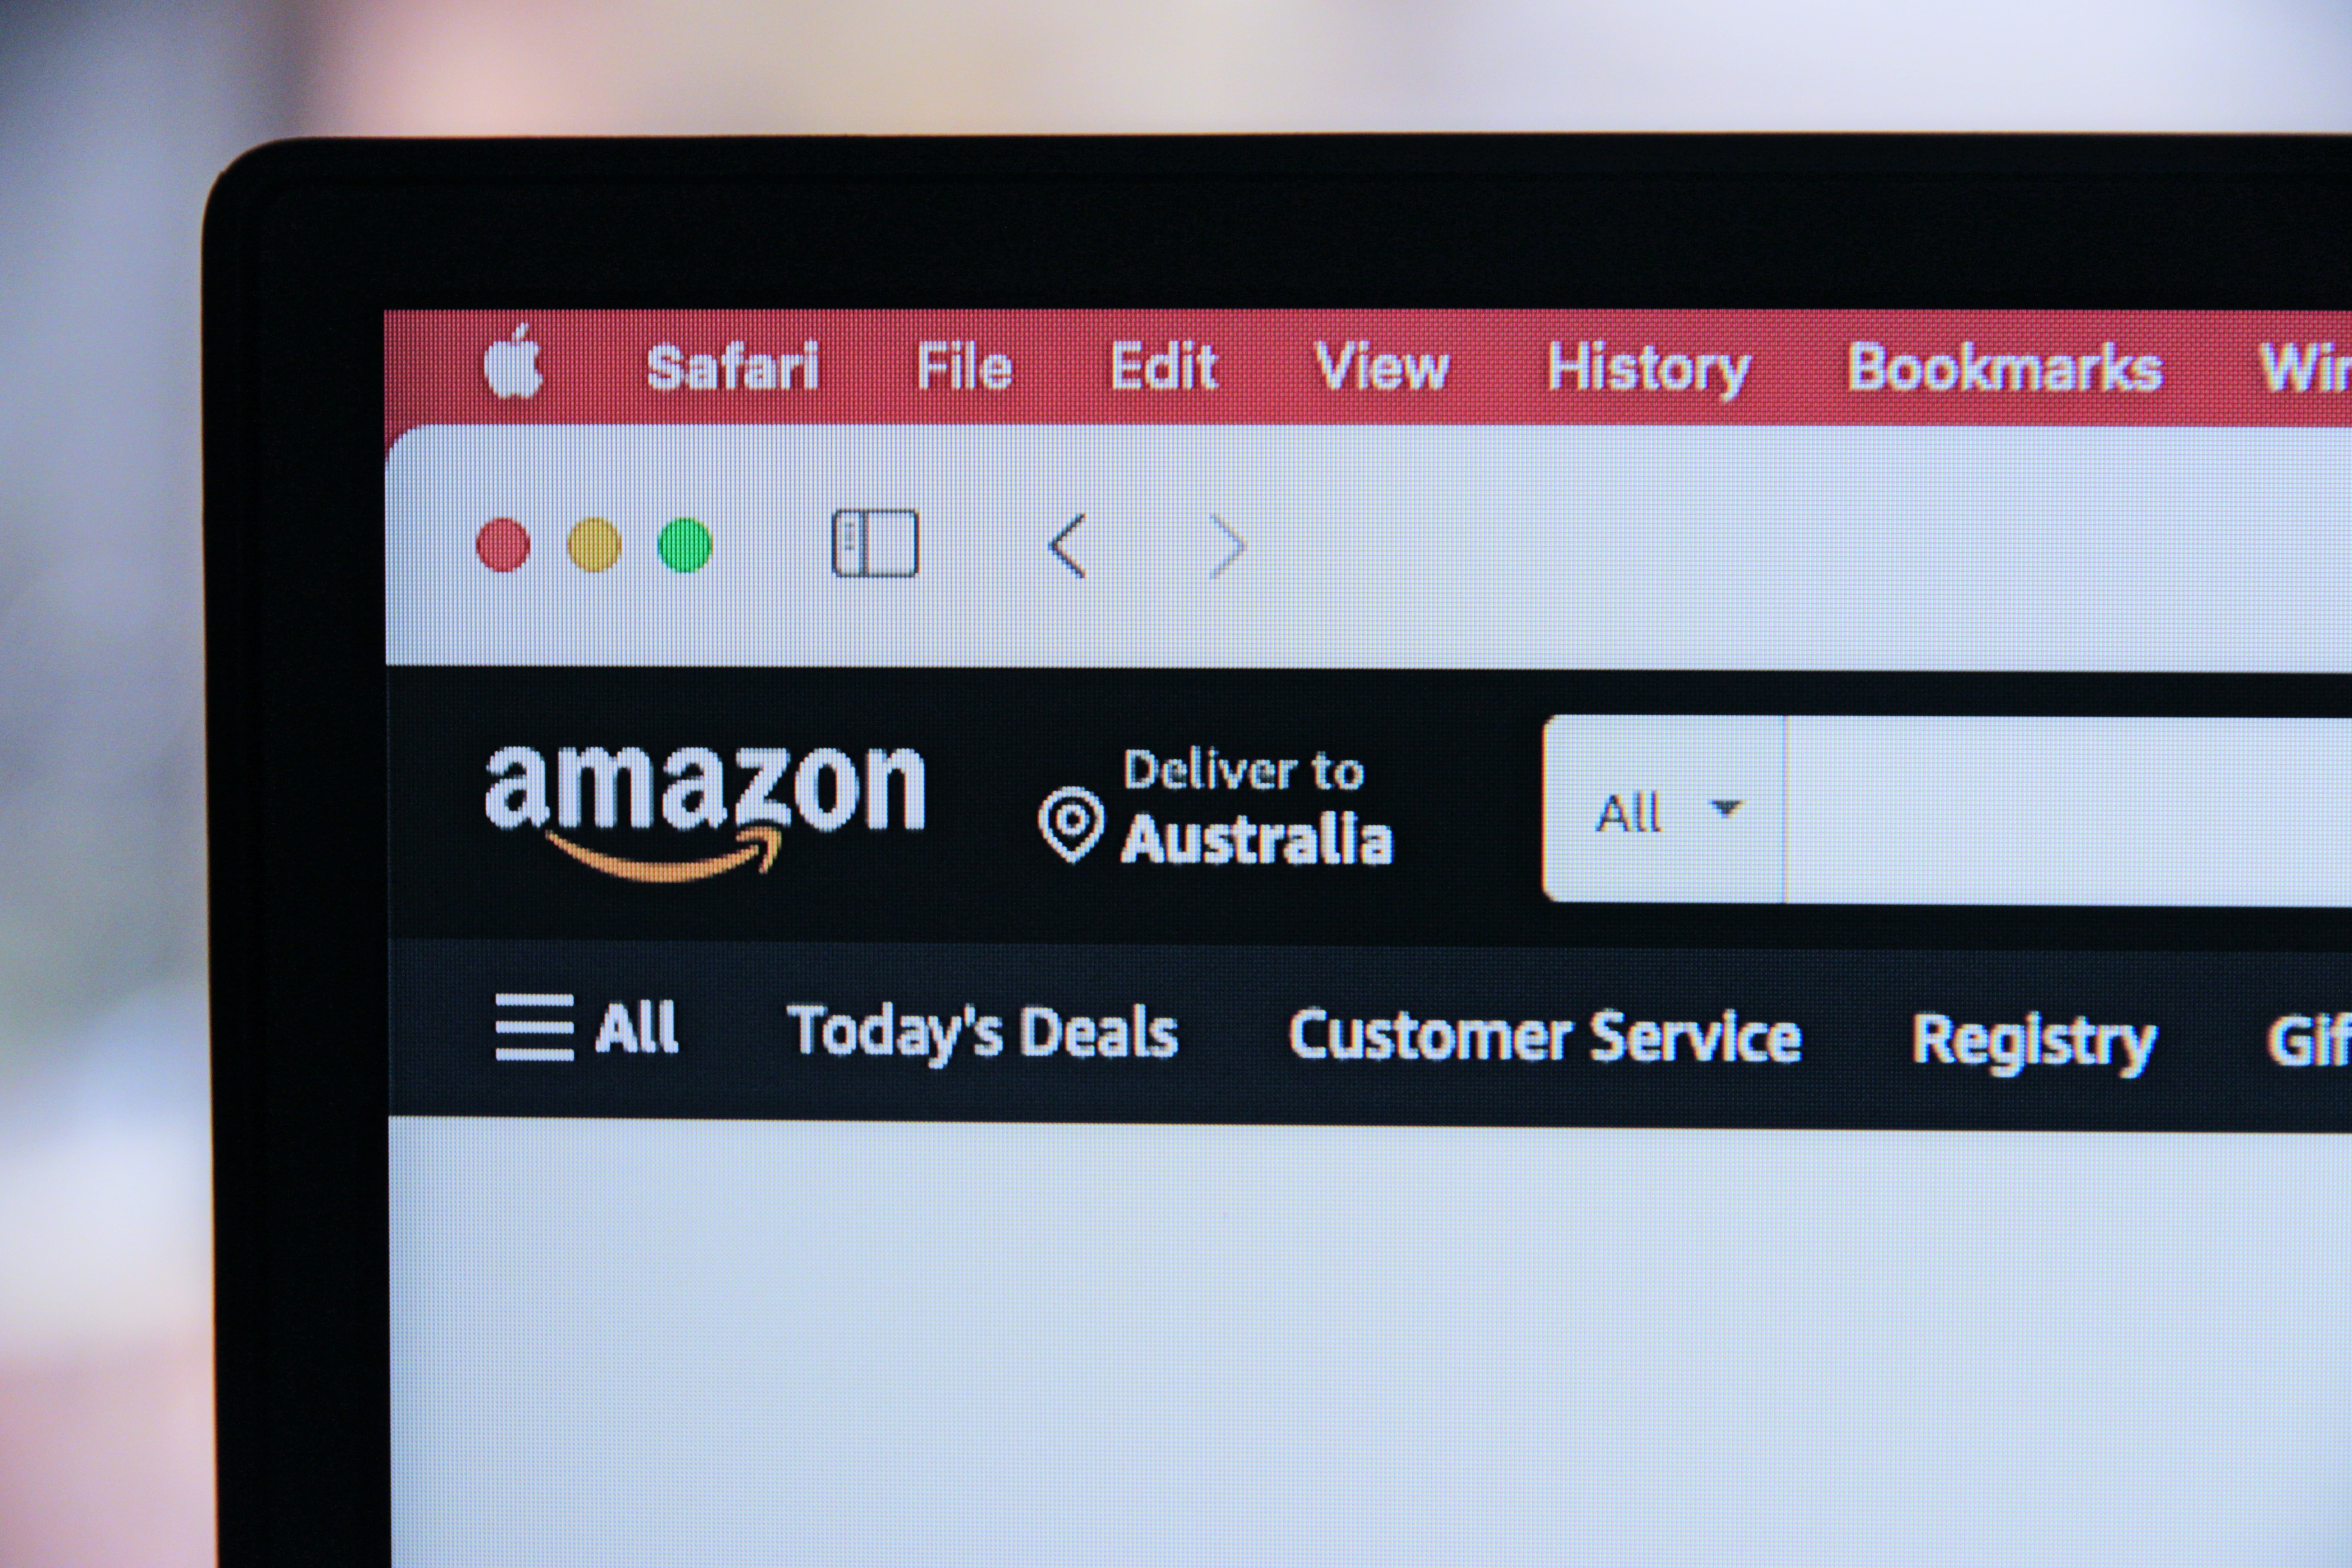 Safari File Edit View History Bookmarks
amazon
Deliver to
Australia
All
All Today's Deals Customer Service Registry